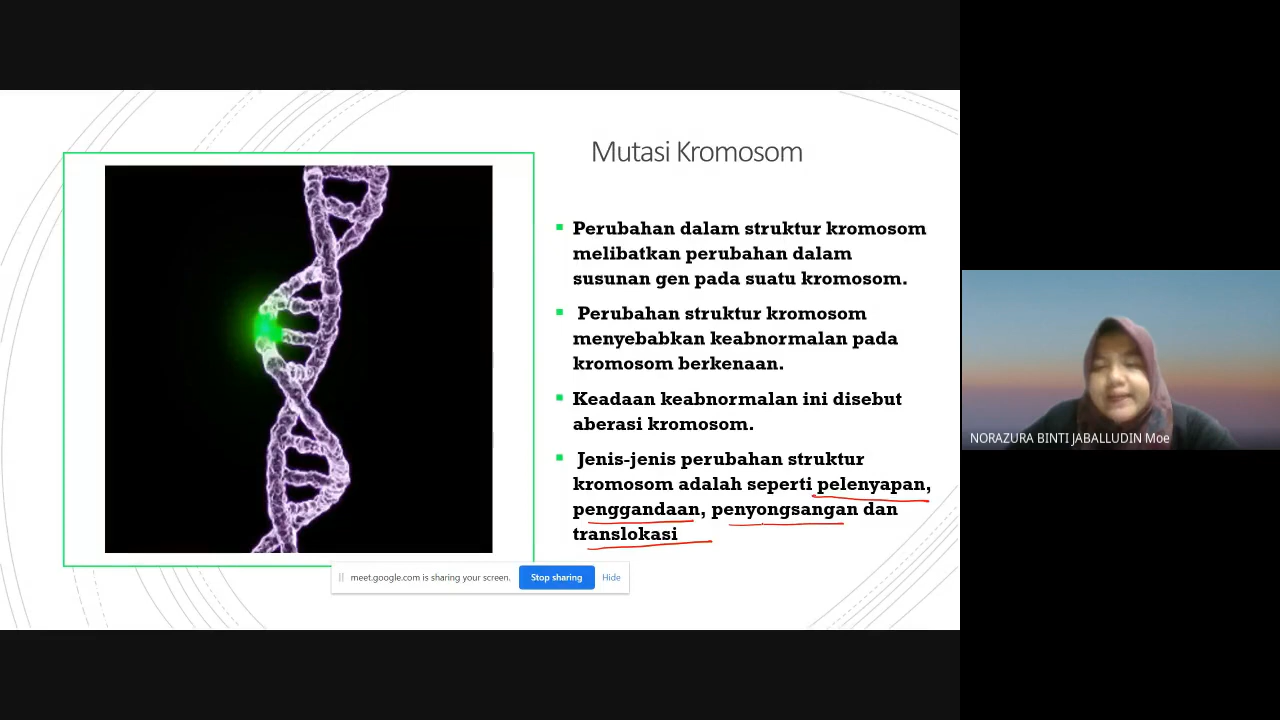 Mutasi Kromosom
Perubahan dalam struktur kromosom
melibatkan perubahan dalam
susunan gen pada suatu kromosom.
Perubahan struktur kromosom
menyebabkan keabnormalan pada
kromosom berkenaan.
Keadaan keabnormalan ini disebut
aberasi kromosom.
Jenis-jenis perubahan struktur
kromosom adalah seperti pelenyapan,
penggandaan, penyongsangan dan
translokasi
meet.google.com is sharing your screen. Stop sharing Hide
NORAZURA BINTI JABALLUDIN Moe